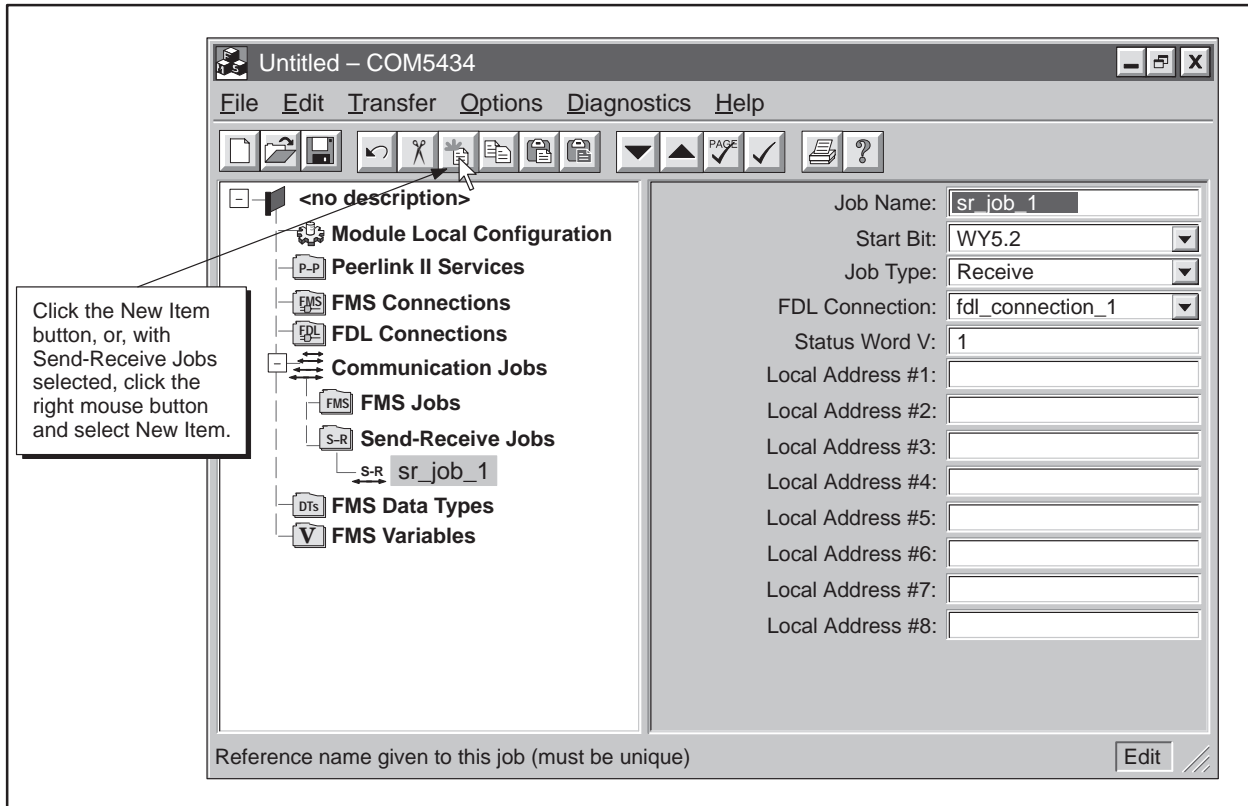 Untitled – COM5434
File Edit Transfer Options Diagnostics Help
PAGE
?
Click the New Item
button, or, with
Send-Receive Jobs
selected, click the
right mouse button
and select New Item.
<no description>
Module Local Configuration
P–P Peerlink II Services
FMS FMS Connections
FDL FDL Connections
Communication Jobs
FMS FMS Jobs
S–R Send-Receive Jobs
S–R sr_job_1
DTs FMS Data Types
V FMS Variables
Job Name: sr_job_1
Start Bit: WY5.2
Job Type: Receive
FDL Connection: fdl_connection_1
Status Word V: 1
Local Address #1:
Local Address #2:
Local Address #3:
Local Address #4:
Local Address #5:
Local Address #6:
Local Address #7:
Local Address #8:
Reference name given to this job (must be unique)
Edit